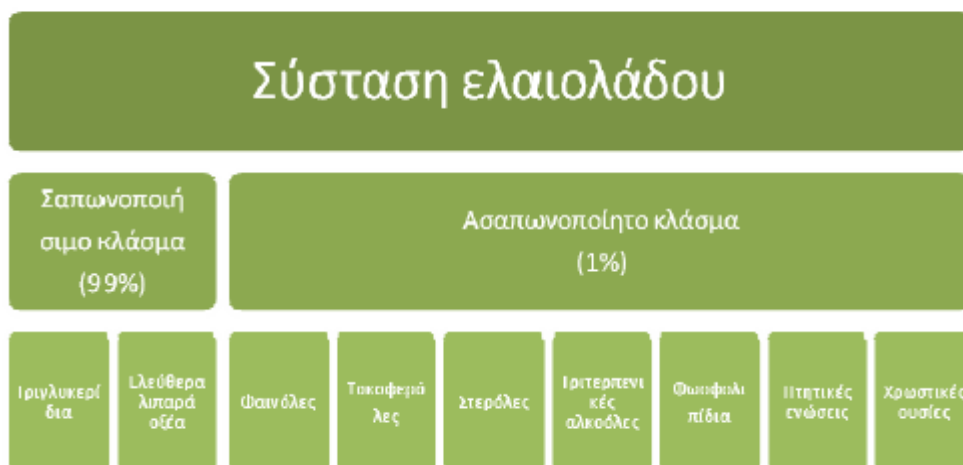 Σύσταση ελαιολάδου
Σαπωνοποιή
σιμο κλάσμα
(99%)
Ασαπωνοποίητο κλάσμα
(1%)
Τριγλυκερί
δια
Ελεύθερα
λιπαρά
οξέα
Φαινόλες
Τοκοφερό
λες
Στερόλες
Τριτερπενι
κές
αλκοόλες
Φωσφολι
πίδια
Πτητικές
ενώσεις
Χρωστικές
ουσίες